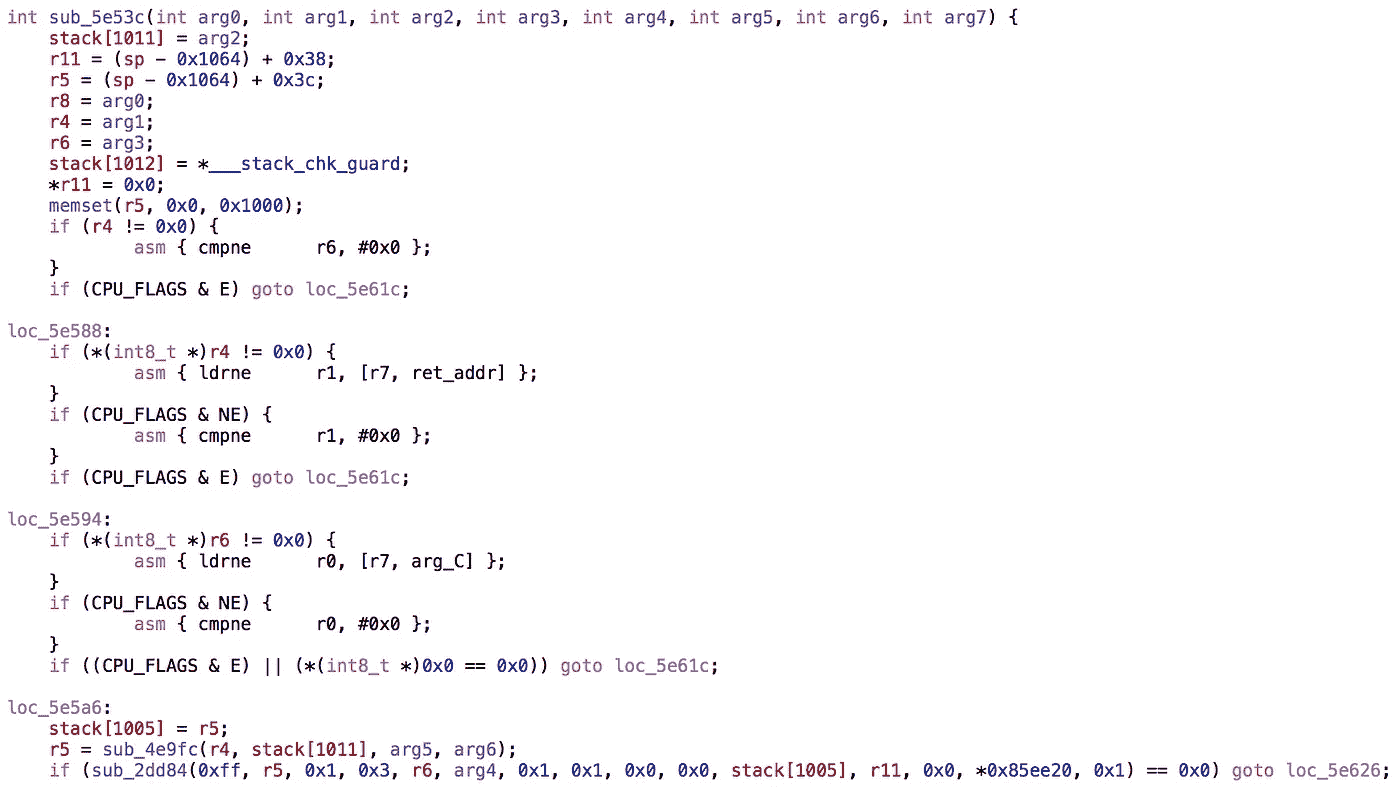 int sub_5e53c(int arg0, int arg1, int arg2, int arg3, int arg4, int arg5, int arg6, int arg7) {
    stack[1011] = arg2;
    r11 = (sp - 0x1064) + 0x38;
    r5 = (sp - 0x1064) + 0x3c;
    r8 = arg0;
    r4 = arg1;
    r6 = arg3;
    stack[1012] = *___stack_chk_guard;
    *r11 = 0x0;
    memset(r5, 0x0, 0x1000);
    if (r4 != 0x0) {
            asm { cmpne      r6, #0x0 };
    }
    if (CPU_FLAGS & E) goto loc_5e61c;

loc_5e588:
    if (*(int8_t *)r4 != 0x0) {
            asm { ldrne      r1, [r7, ret_addr] };
    }
    if (CPU_FLAGS & NE) {
            asm { cmpne      r1, #0x0 };
    }
    if (CPU_FLAGS & E) goto loc_5e61c;

loc_5e594:
    if (*(int8_t *)r6 != 0x0) {
            asm { ldrne      r0, [r7, arg_C] };
    }
    if (CPU_FLAGS & NE) {
            asm { cmpne      r0, #0x0 };
    }
    if ((CPU_FLAGS & E) || (*(int8_t *)0x0 == 0x0)) goto loc_5e61c;

loc_5e5a6:
    stack[1005] = r5;
    r5 = sub_4e9fc(r4, stack[1011], arg5, arg6);
    if (sub_2dd84(0xff, r5, 0x1, 0x3, r6, arg4, 0x1, 0x1, 0x0, 0x0, stack[1005], r11, 0x0, *0x85ee20, 0x1) == 0x0) goto loc_5e626;